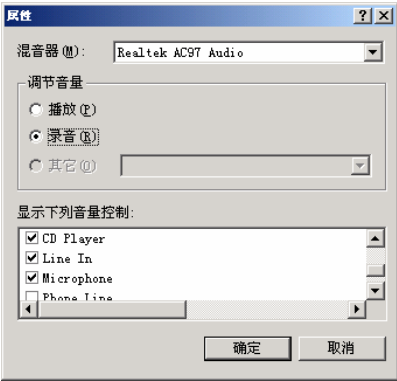 属性
混音器(M): Realtek AC97 Audio
调节音量
播放(P)
录音(R)
其它(O)
显示下列音量控制:
CD Player
Line In
Microphone
Phone Line
确定 取消